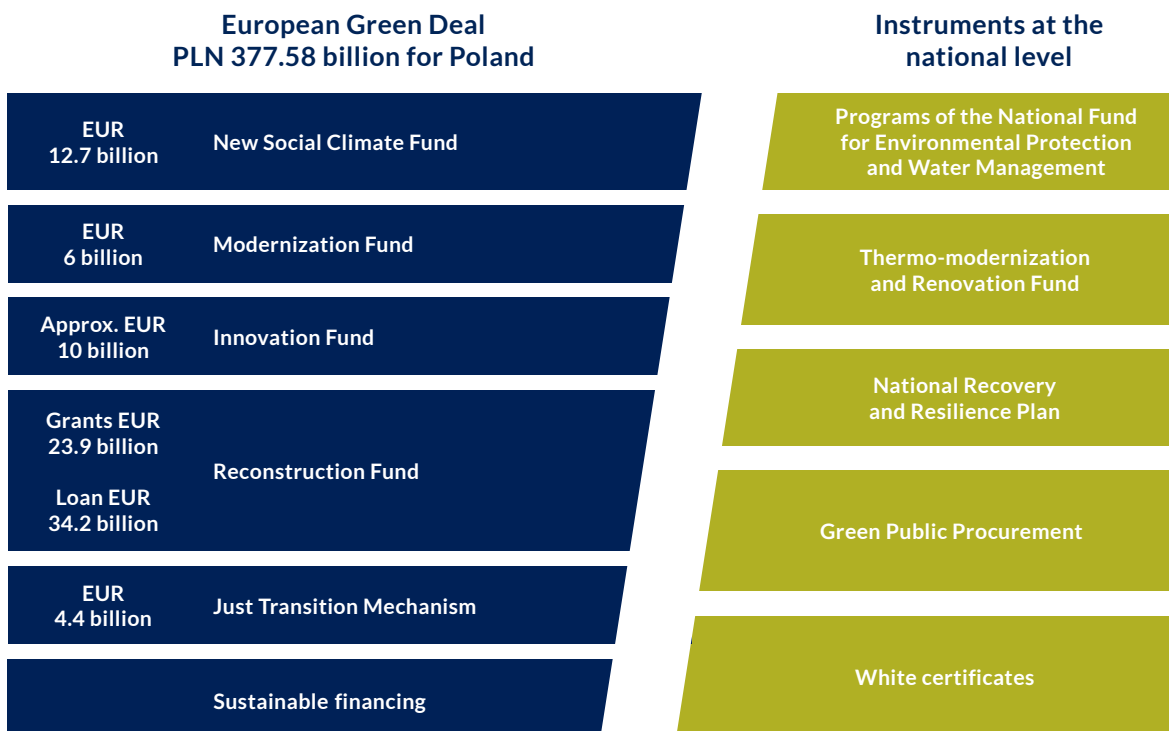 European Green Deal
PLN 377.58 billion for Poland
EUR
12.7 billion
New Social Climate Fund
EUR
6 billion
Modernization Fund
Approx. EUR
10 billion
Innovation Fund
Grants EUR
23.9 billion
Loan EUR
34.2 billion
Reconstruction Fund
EUR
4.4 billion
Just Transition Mechanism
Sustainable financing
Instruments at the
national level
Programs of the National Fund
for Environmental Protection
and Water Management
Thermo-modernization
and Renovation Fund
National Recovery
and Resilience Plan
Green Public Procurement
White certificates